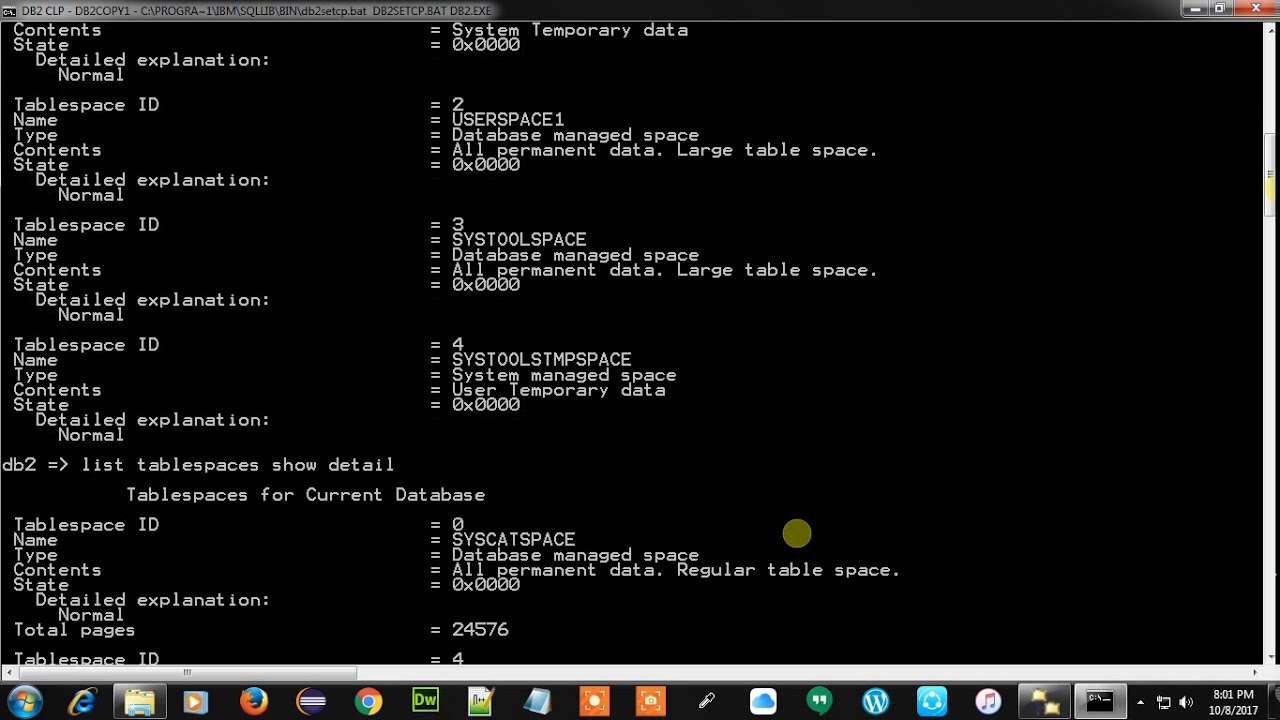 DB2 CLP - DB2COPY1 - C:\PROGRA~1\IBM\SQLLIB\BIN\db2setcp.bat DB2SETCP.BAT DB2.EXE
Contents = System Temporary data
State = 0x0000
Detailed explanation:
Normal
Tablespace ID = 2
Name = USERSPACE1
Type = Database managed space
Contents = All permanent data. Large table space.
State = 0x0000
Detailed explanation:
Normal
Tablespace ID = 3
Name = SYSTOOLSPACE
Type = Database managed space
Contents = All permanent data. Large table space.
State = 0x0000
Detailed explanation:
Normal
Tablespace ID = 4
Name = SYSTOOLSTMPSPACE
Type = System managed space
Contents = User Temporary data
State = 0x0000
Detailed explanation:
Normal
db2 => list tablespaces show detail
Tablespaces for Current Database
Tablespace ID = 0
Name = SYSCATSPACE
Type = Database managed space
Contents = All permanent data. Regular table space.
State = 0x0000
Detailed explanation:
Normal
Total pages = 24576
Tablespace ID = 4
Dw
8:01 PM
10/8/2017